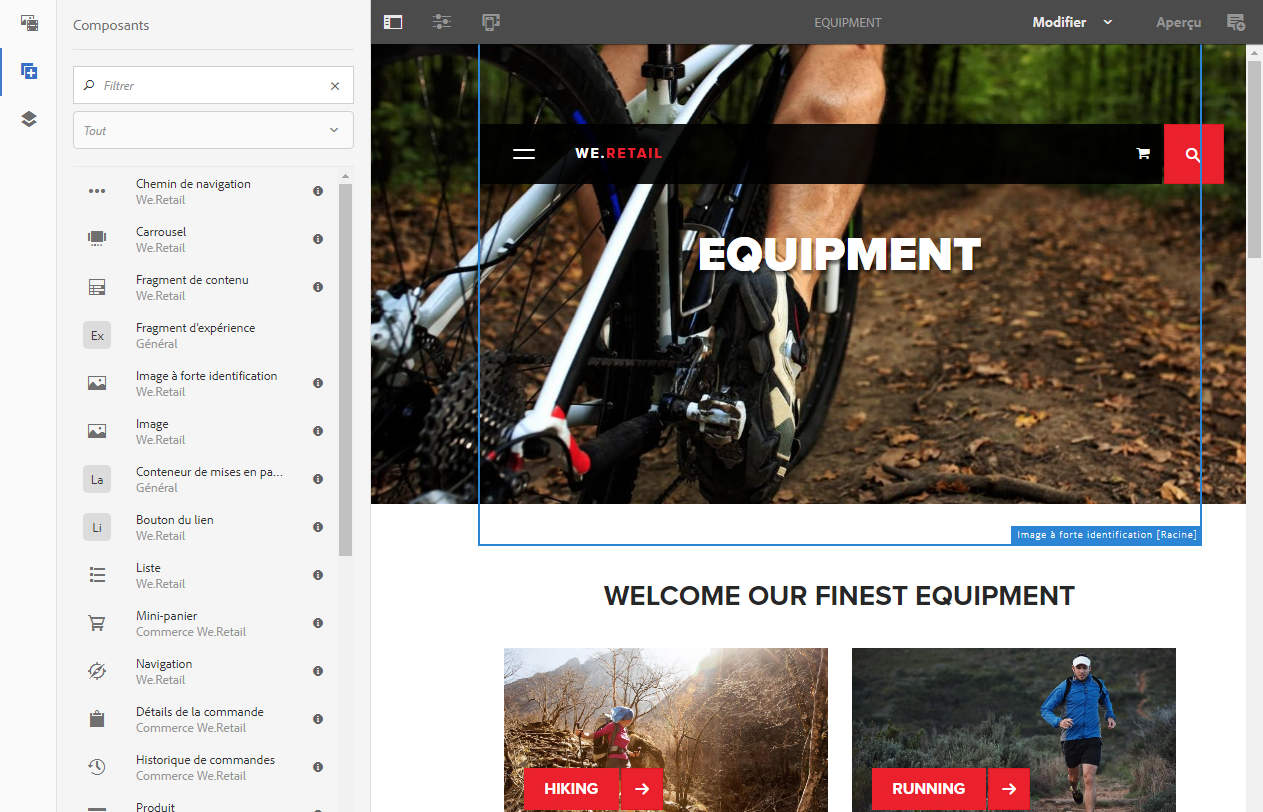 Composants
Filtrer
Tout
Chemin de navigation
We.Retail
Carrousel
We.Retail
Fragment de contenu
We.Retail
Ex
Fragment d'expérience
Général
Image à forte identification
We.Retail
Image
We.Retail
La
Conteneur de mises en pa...
Général
Li
Bouton du lien
We.Retail
Liste
We.Retail
Mini-panier
Commerce We.Retail
Navigation
We.Retail
Détails de la commande
Commerce We.Retail
Historique de commandes
Commerce We.Retail
Produit
EQUIPMENT
Modifier
Aperçu
WE.RETAIL
EQUIPMENT
Image à forte identification [Racine]
WELCOME OUR FINEST EQUIPMENT
HIKING
RUNNING